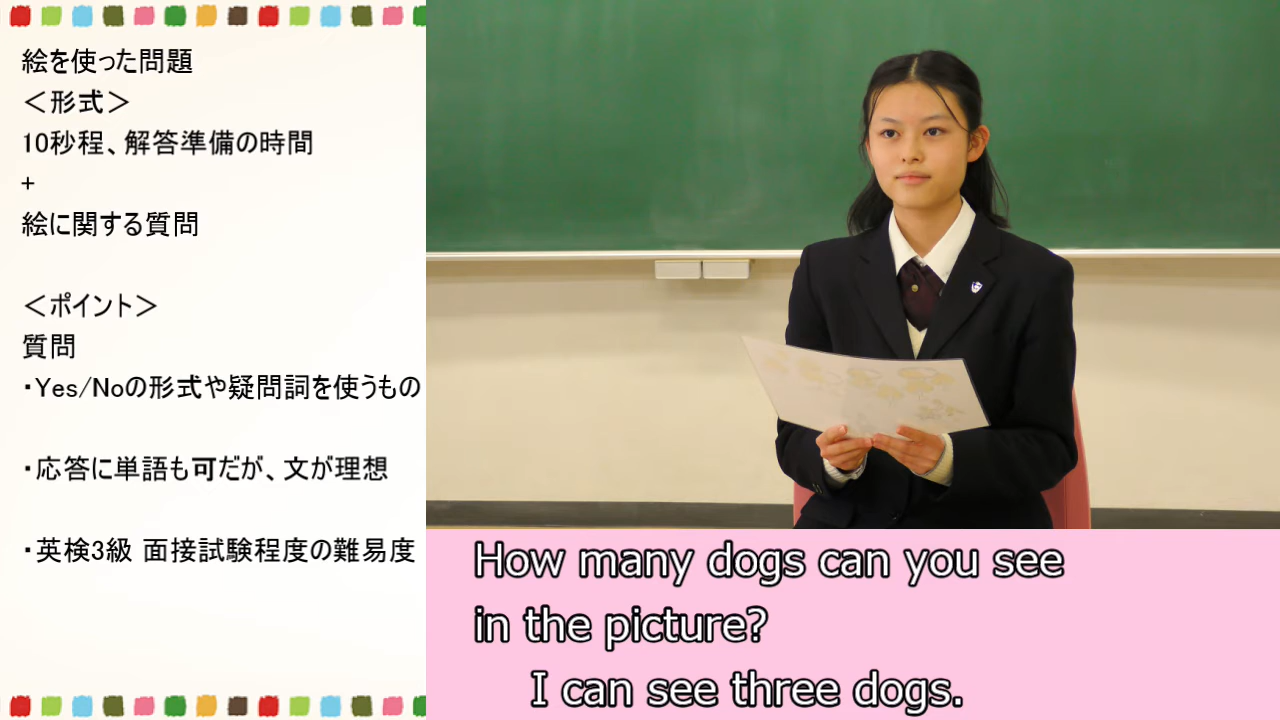 絵を使った問題
＜形式＞
10秒程、解答準備の時間
+
絵に関する質問
＜ポイント＞
質問
・Yes/Noの形式や疑問詞を使うもの
・応答に単語も可だが、文が理想
・英検3級 面接試験程度の難易度
How many dogs can you see
in the picture?
I can see three dogs.